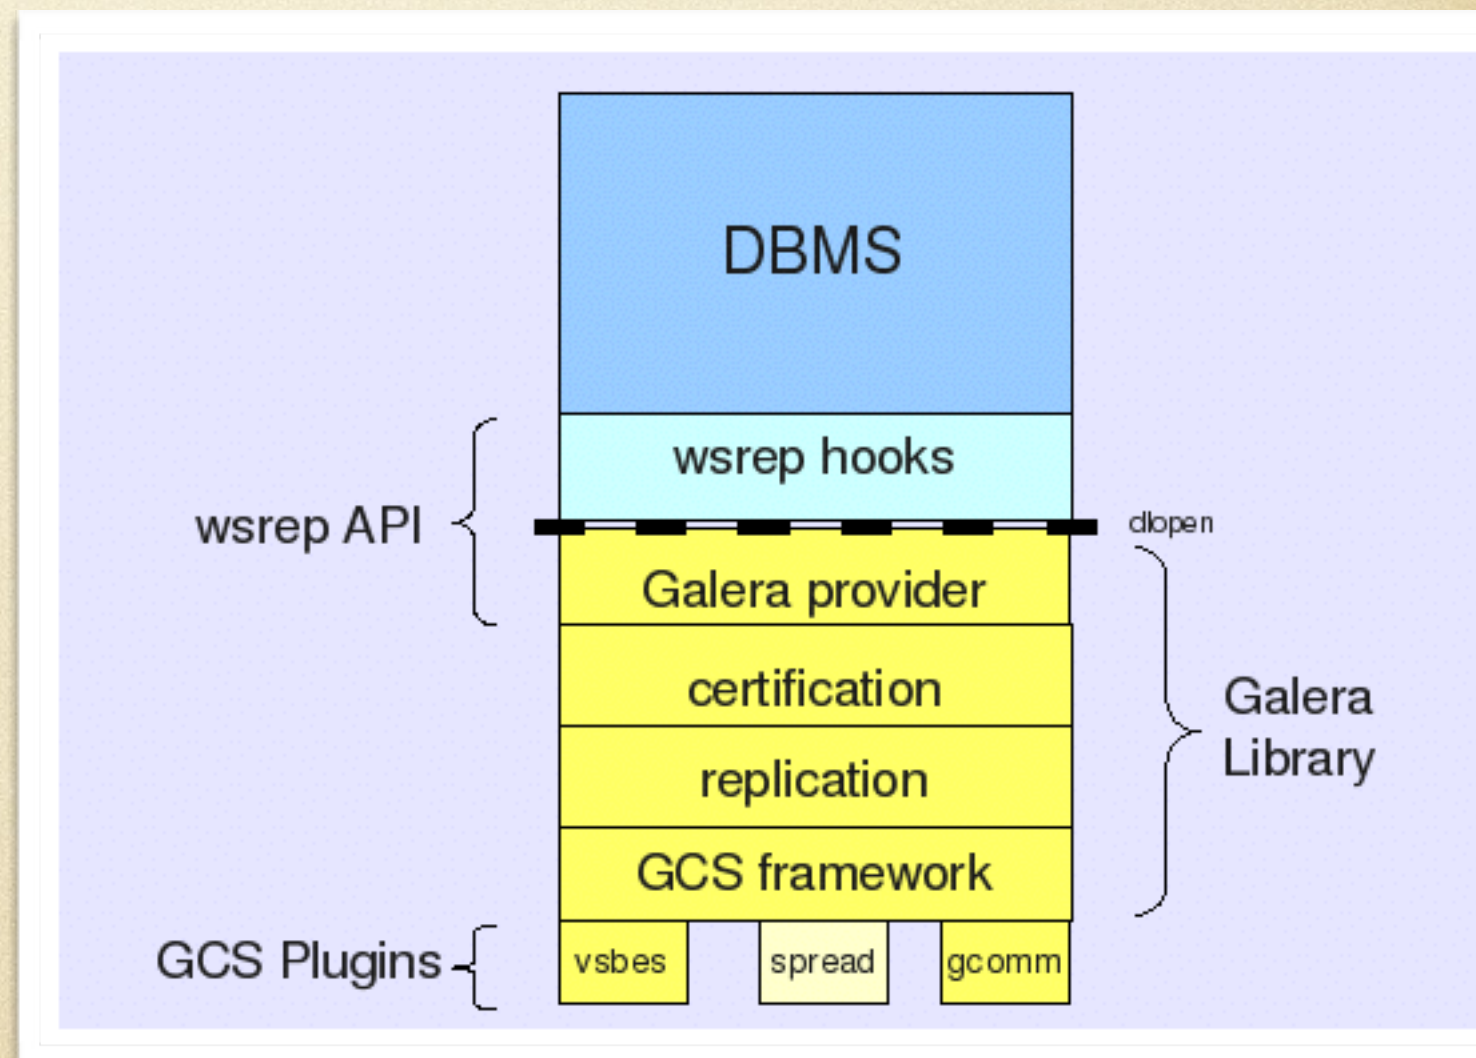 DBMS
wsrep hooks
wsrep API
dlopen
Galera provider
certification
Galera
Library
replication
GCS framework
GCS Plugins
vsbes
spread
gcomm